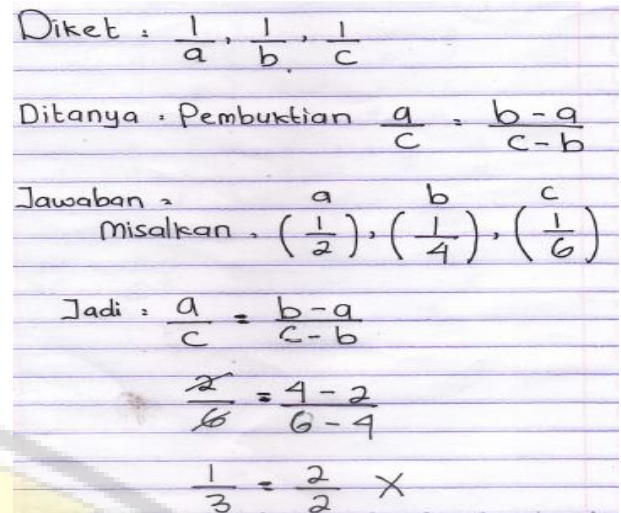 Diket : 1/a, 1/b, 1/c
Ditanya : Pembuktian a/c = b-a/c-b
Jawaban :
a b c
misalkan : (1/2), (1/4), (1/6)
Jadi : a/c = b-a/c-b
2/6 = 4-2/6-4
1/3 = 2/2 X